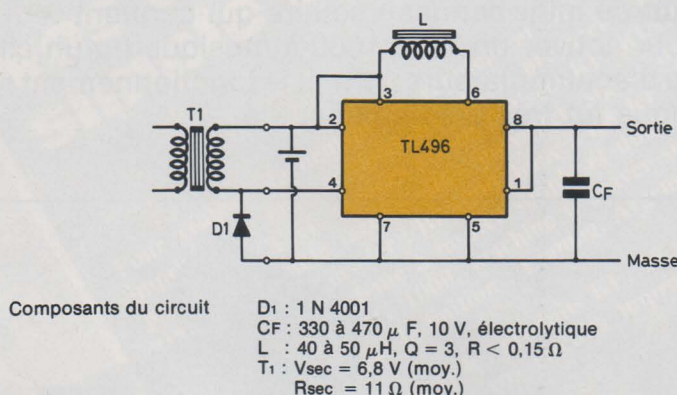 L
3
6
T1
2
8
Sortie
TL496
4
1
CF
D1
7
5
Masse
Composants du circuit
D1 : 1 N 4001
CF : 330 à 470 µ F, 10 V, électrolytique
L : 40 à 50 µH, Q = 3, R < 0,15 Ω
T1 : Vsec = 6,8 V (moy.)
Rsec = 11 Ω (moy.)